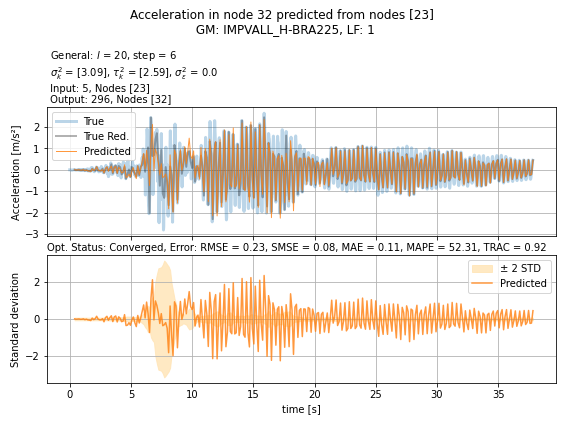 Acceleration in node 32 predicted from nodes [23]
GM: IMPVALL_H-BRA225, LF: 1
General: l = 20, step = 6
σ²ₖ = [3.09], τ²ₖ = [2.59], σ²ε = 0.0
Input: 5, Nodes [23]
Output: 296, Nodes [32]
Acceleration [m/s²]
2
1
0
−1
−2
−3
True
True Red.
Predicted
Opt. Status: Converged, Error: RMSE = 0.23, SMSE = 0.08, MAE = 0.11, MAPE = 52.31, TRAC = 0.92
Standard deviation
2
0
−2
± 2 STD
Predicted
0 5 10 15 20 25 30 35
time [s]